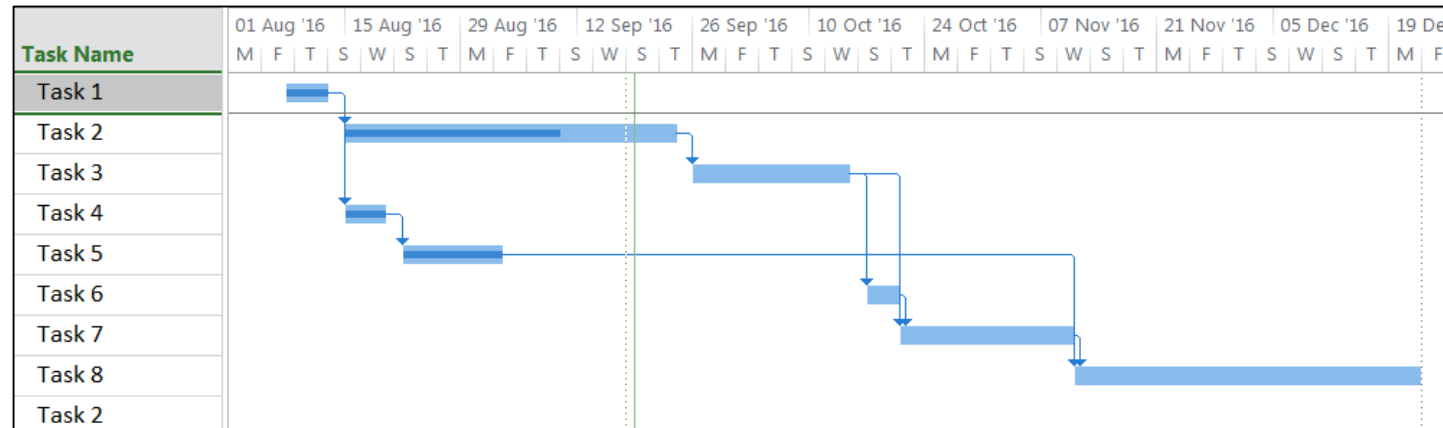 01 Aug '16 15 Aug '16 29 Aug '16 12 Sep '16 26 Sep '16 10 Oct '16 24 Oct '16 07 Nov '16 21 Nov '16 05 Dec '16 19 De
Task Name M F T S W S T M F T S W S T M F T S W S T M F T S W S T M F T S W S T M F
Task 1
Task 2
Task 3
Task 4
Task 5
Task 6
Task 7
Task 8
Task 2